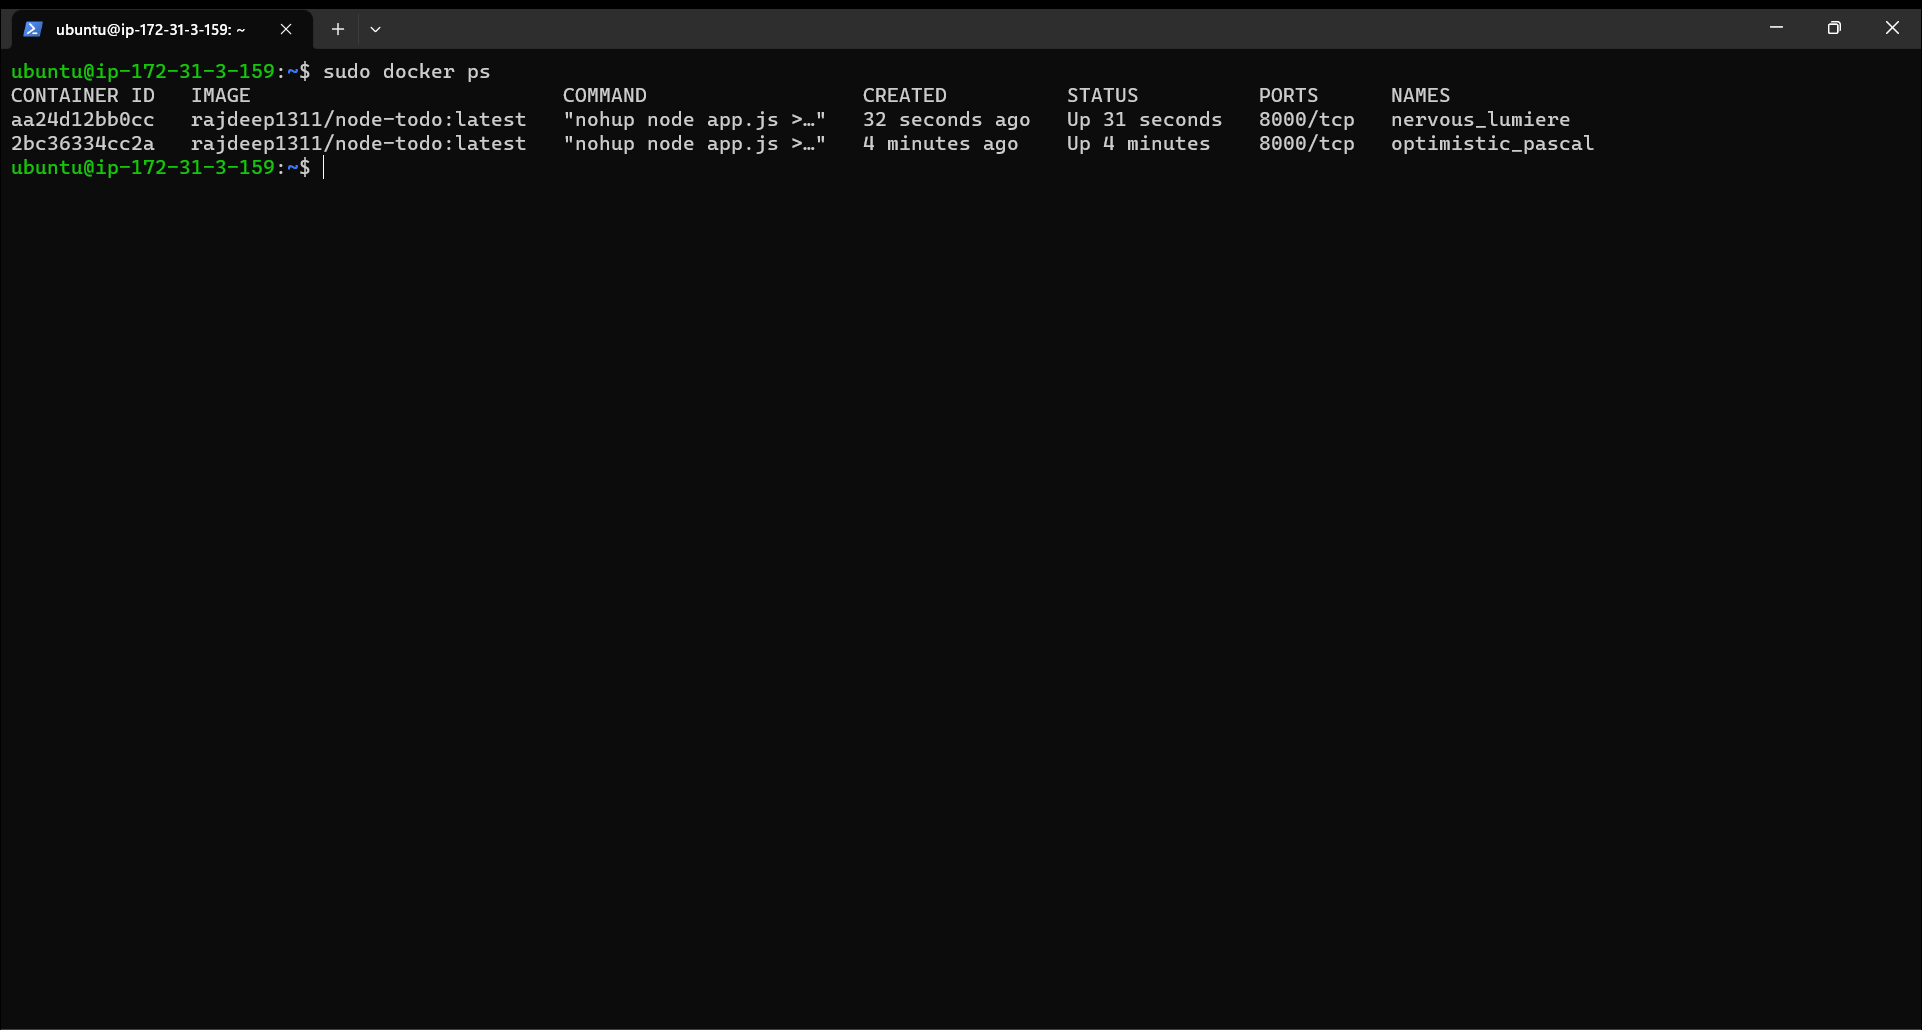 ubuntu@ip-172-31-3-159: ~
ubuntu@ip-172-31-3-159:~$ sudo docker ps
CONTAINER ID   IMAGE                          COMMAND                  CREATED          STATUS          PORTS      NAMES
aa24d12bb0cc   rajdeep1311/node-todo:latest   "nohup node app.js >…"   32 seconds ago   Up 31 seconds   8000/tcp   nervous_lumiere
2bc36334cc2a   rajdeep1311/node-todo:latest   "nohup node app.js >…"   4 minutes ago    Up 4 minutes    8000/tcp   optimistic_pascal
ubuntu@ip-172-31-3-159:~$